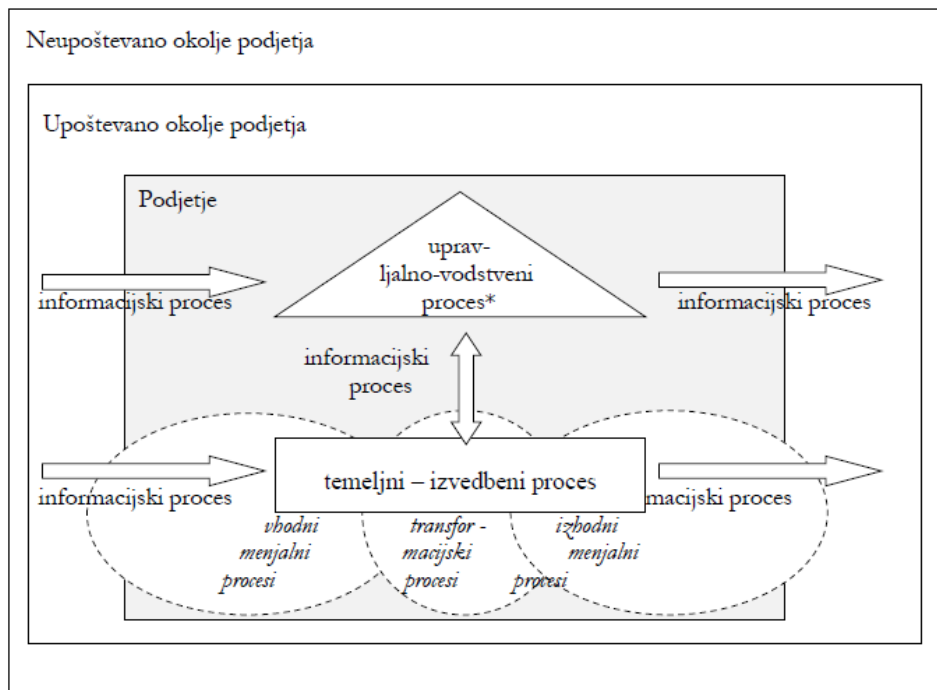 Neupoštevano okolje podjetja
Upoštevano okolje podjetja
Podjetje
uprav-
ljalno-vodstveni
proces*
informacijski proces
informacijski proces
informacijski
proces
temeljni – izvedbeni proces
informacijski proces
macijski proces
vhodni
menjalni
procesi
transfor -
macijski
procesi
izhodni
menjalni
procesi